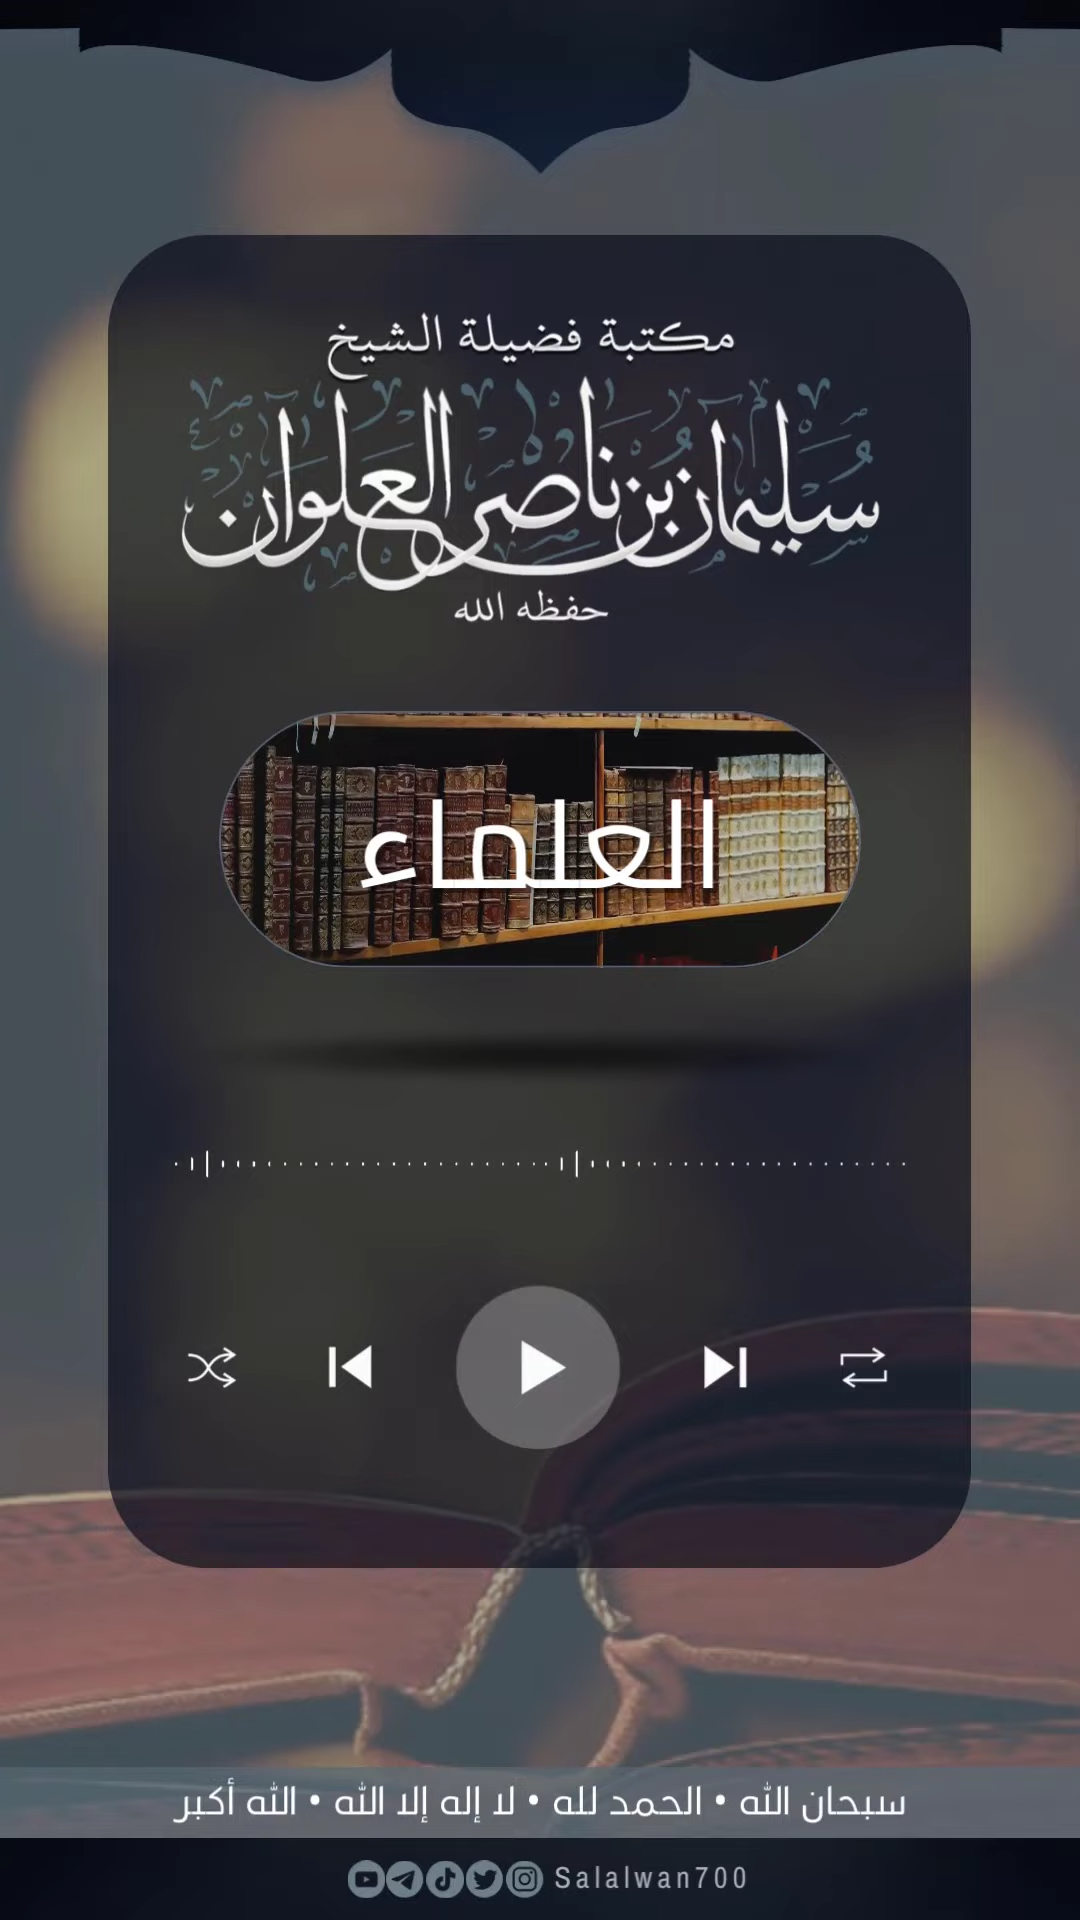 مكتبة فضيلة الشيخ
سليمان بن ناصر العلوان
حفظه الله
العلماء
سبحان الله • الحمد لله • لا إله إلا الله • الله أكبر
Salalwan700